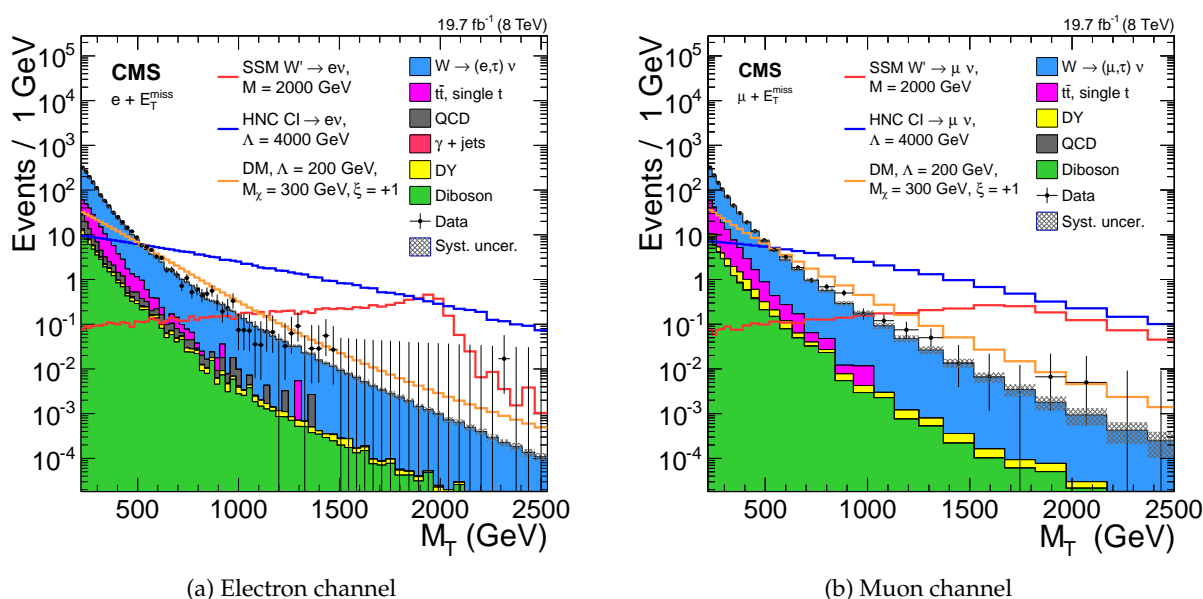 19.7 fb⁻¹ (8 TeV)
Events / 1 GeV
10⁵
10⁴
10³
10²
10
1
10⁻¹
10⁻²
10⁻³
10⁻⁴
CMS
e + E_T^miss
SSM W' → eν,
M = 2000 GeV
HNC CI → eν,
Λ = 4000 GeV
DM, Λ = 200 GeV,
M_χ = 300 GeV, ξ = +1
W → (e,τ) ν
tt̄, single t
QCD
γ + jets
DY
Diboson
Data
Syst. uncer.
500 1000 1500 2000 2500
M_T (GeV)
(a) Electron channel
19.7 fb⁻¹ (8 TeV)
Events / 1 GeV
10⁵
10⁴
10³
10²
10
1
10⁻¹
10⁻²
10⁻³
10⁻⁴
CMS
μ + E_T^miss
SSM W' → μ ν,
M = 2000 GeV
HNC CI → μ ν,
Λ = 4000 GeV
DM, Λ = 200 GeV,
M_χ = 300 GeV, ξ = +1
W → (μ,τ) ν
tt̄, single t
DY
QCD
Diboson
Data
Syst. uncer.
500 1000 1500 2000 2500
M_T (GeV)
(b) Muon channel